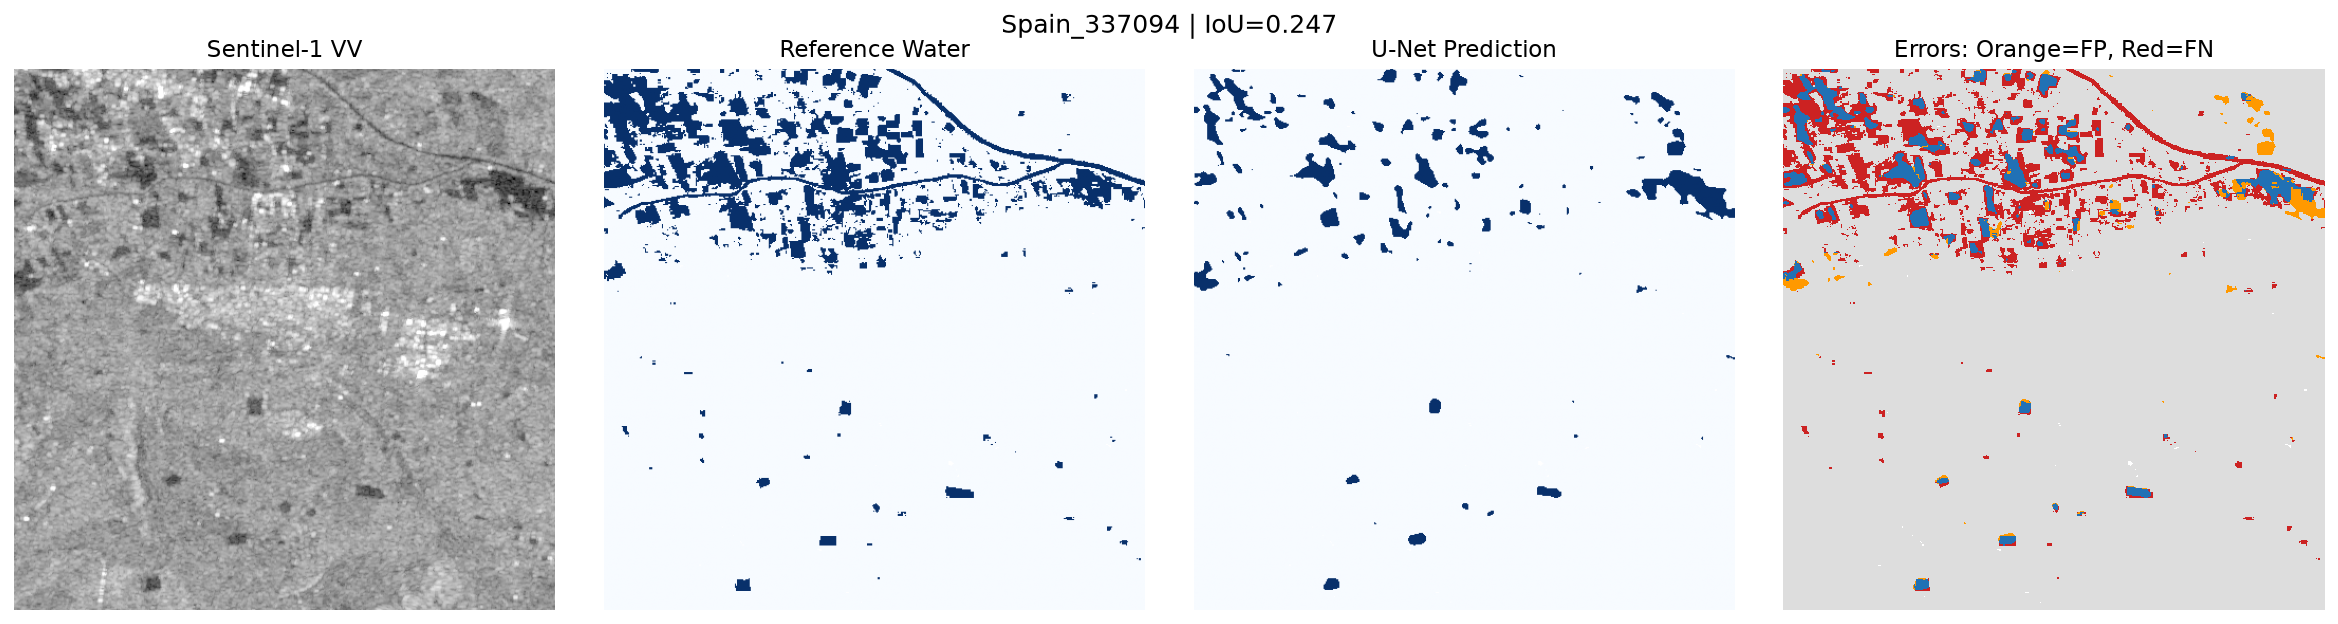 Spain_337094 | IoU=0.247
Sentinel-1 VV
Reference Water
U-Net Prediction
Errors: Orange=FP, Red=FN